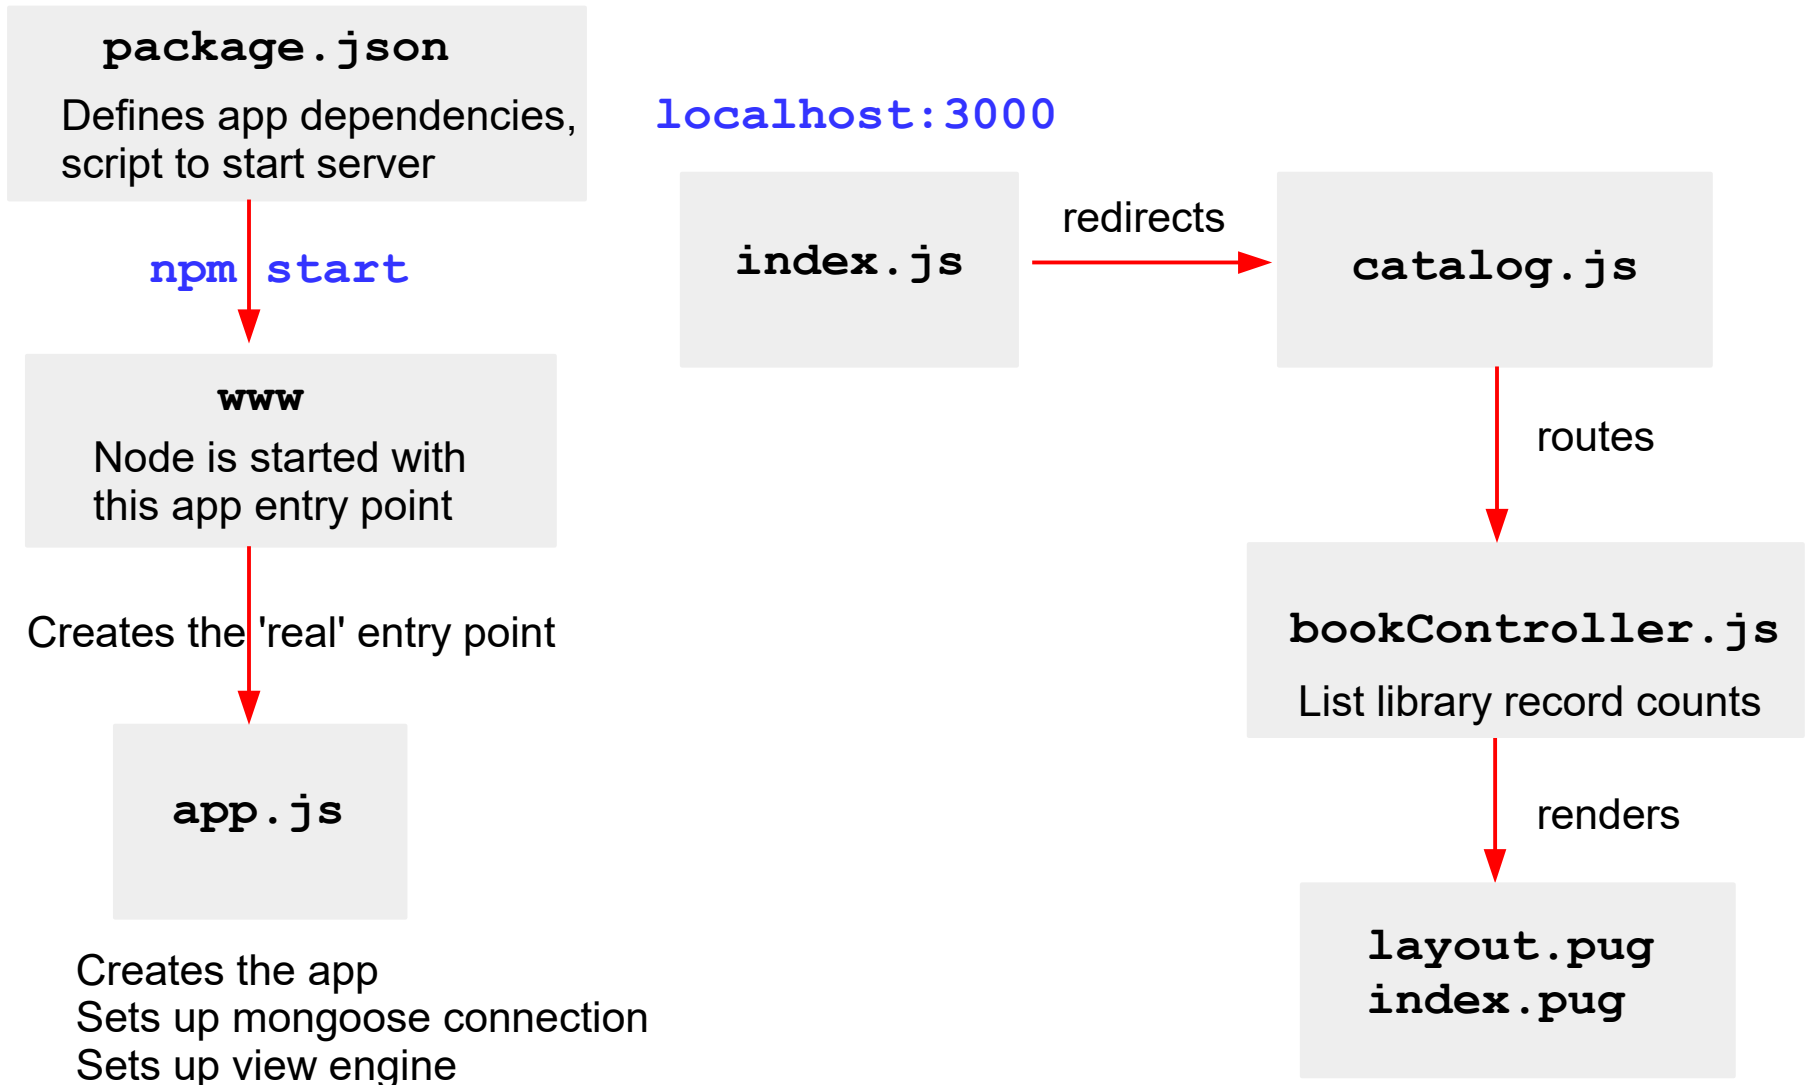 package.json
Defines app dependencies,
script to start server
npm start
www
Node is started with
this app entry point
Creates the 'real' entry point
app.js
Creates the app
Sets up mongoose connection
Sets up view engine
localhost:3000
index.js
redirects
catalog.js
routes
bookController.js
List library record counts
renders
layout.pug
index.pug